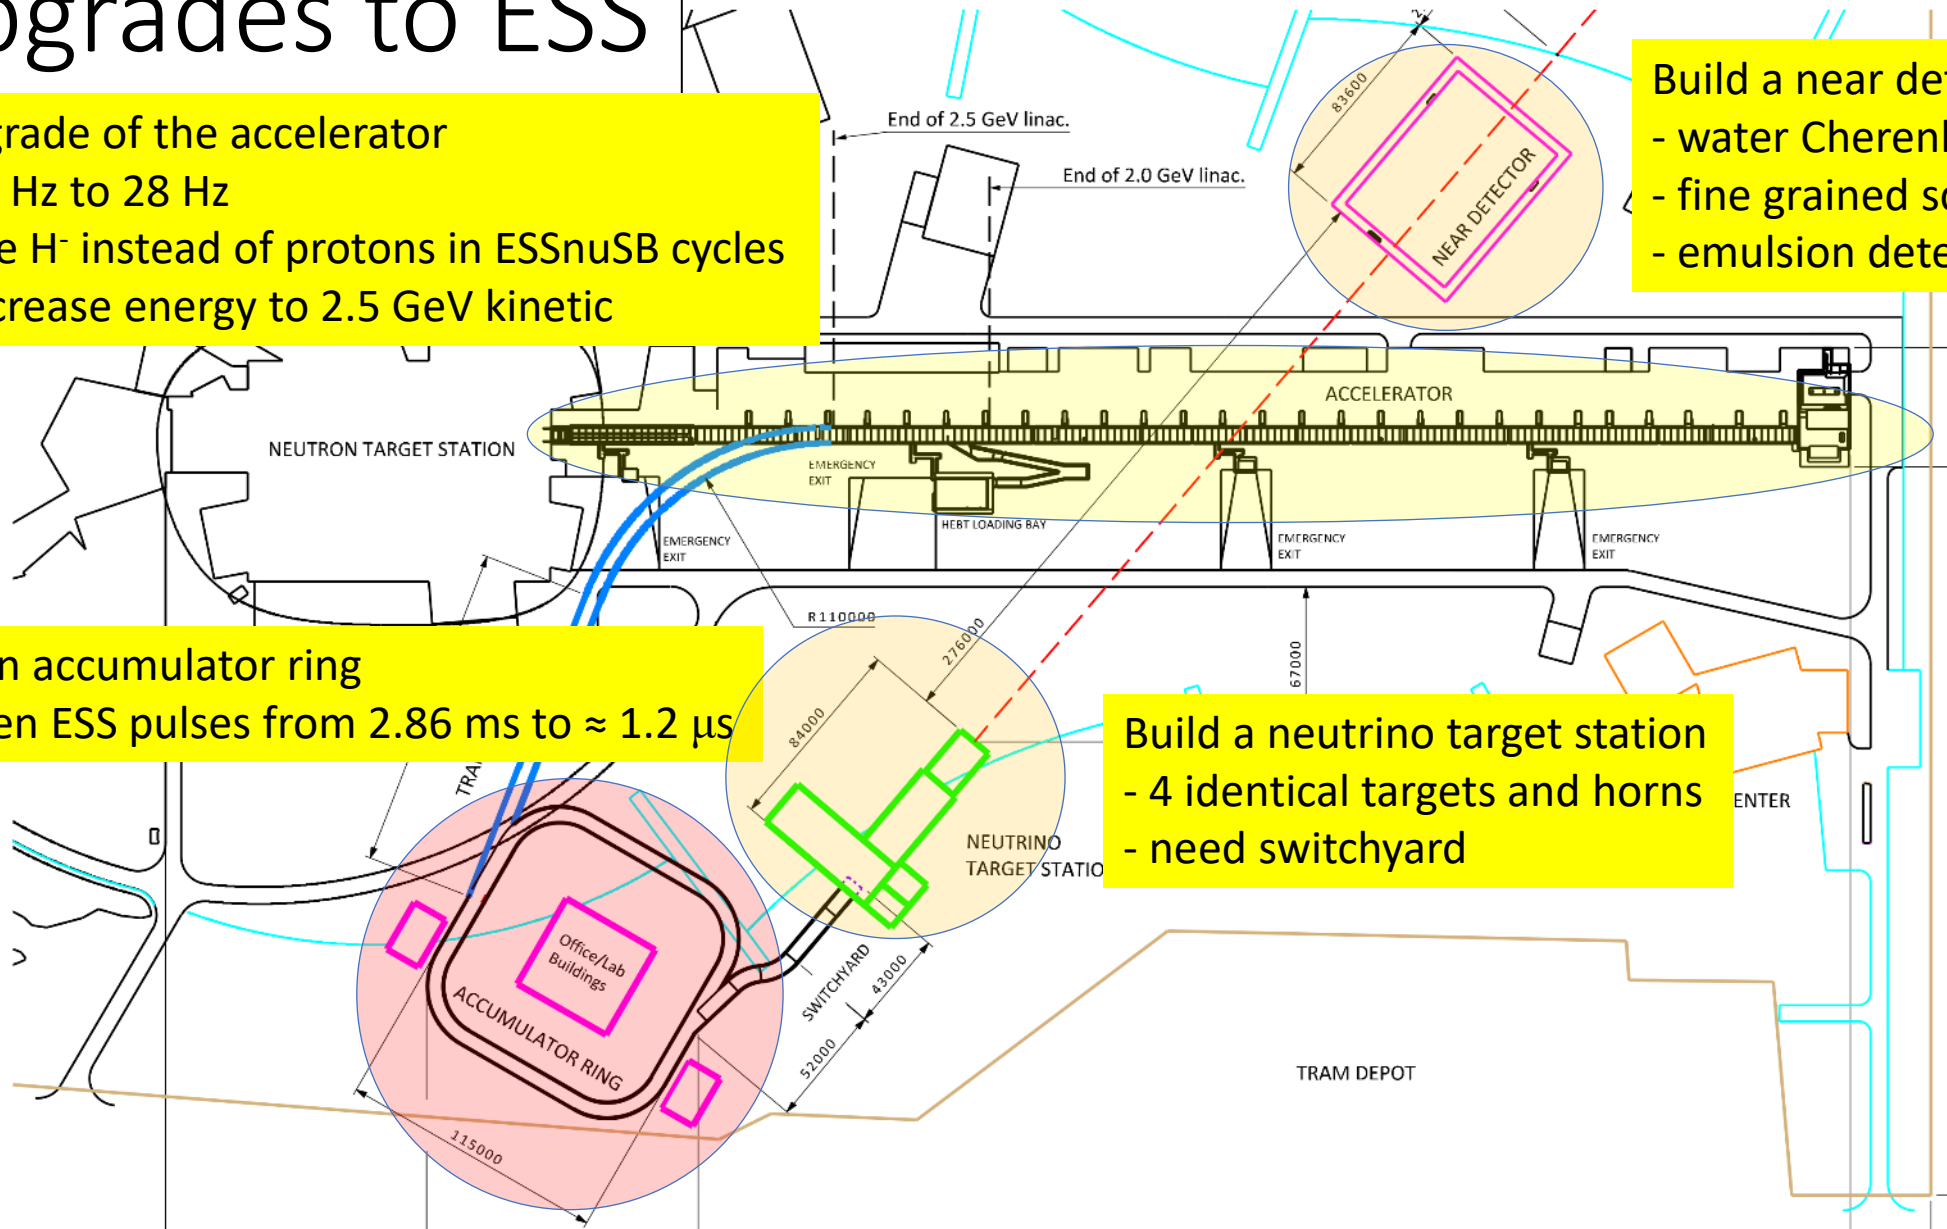 ogrades to ESS
grade of the accelerator
Hz to 28 Hz
e H⁻ instead of protons in ESSnuSB cycles
crease energy to 2.5 GeV kinetic
End of 2.5 GeV linac.
End of 2.0 GeV linac.
83600
NEAR DETECTOR
Build a near det
- water Cherenk
- fine grained sc
- emulsion dete
ACCELERATOR
NEUTRON TARGET STATION
EMERGENCY
EXIT
HEBT LOADING BAY
EMERGENCY
EXIT
EMERGENCY
EXIT
EMERGENCY
EXIT
R110000
276000
67000
n accumulator ring
en ESS pulses from 2.86 ms to ≈ 1.2 μs
TRA
84000
Build a neutrino target station
- 4 identical targets and horns
- need switchyard
ENTER
NEUTRINO
TARGET STATIO
Office/Lab
Buildings
ACCUMULATOR RING
SWITCHYARD
43000
52000
115000
TRAM DEPOT